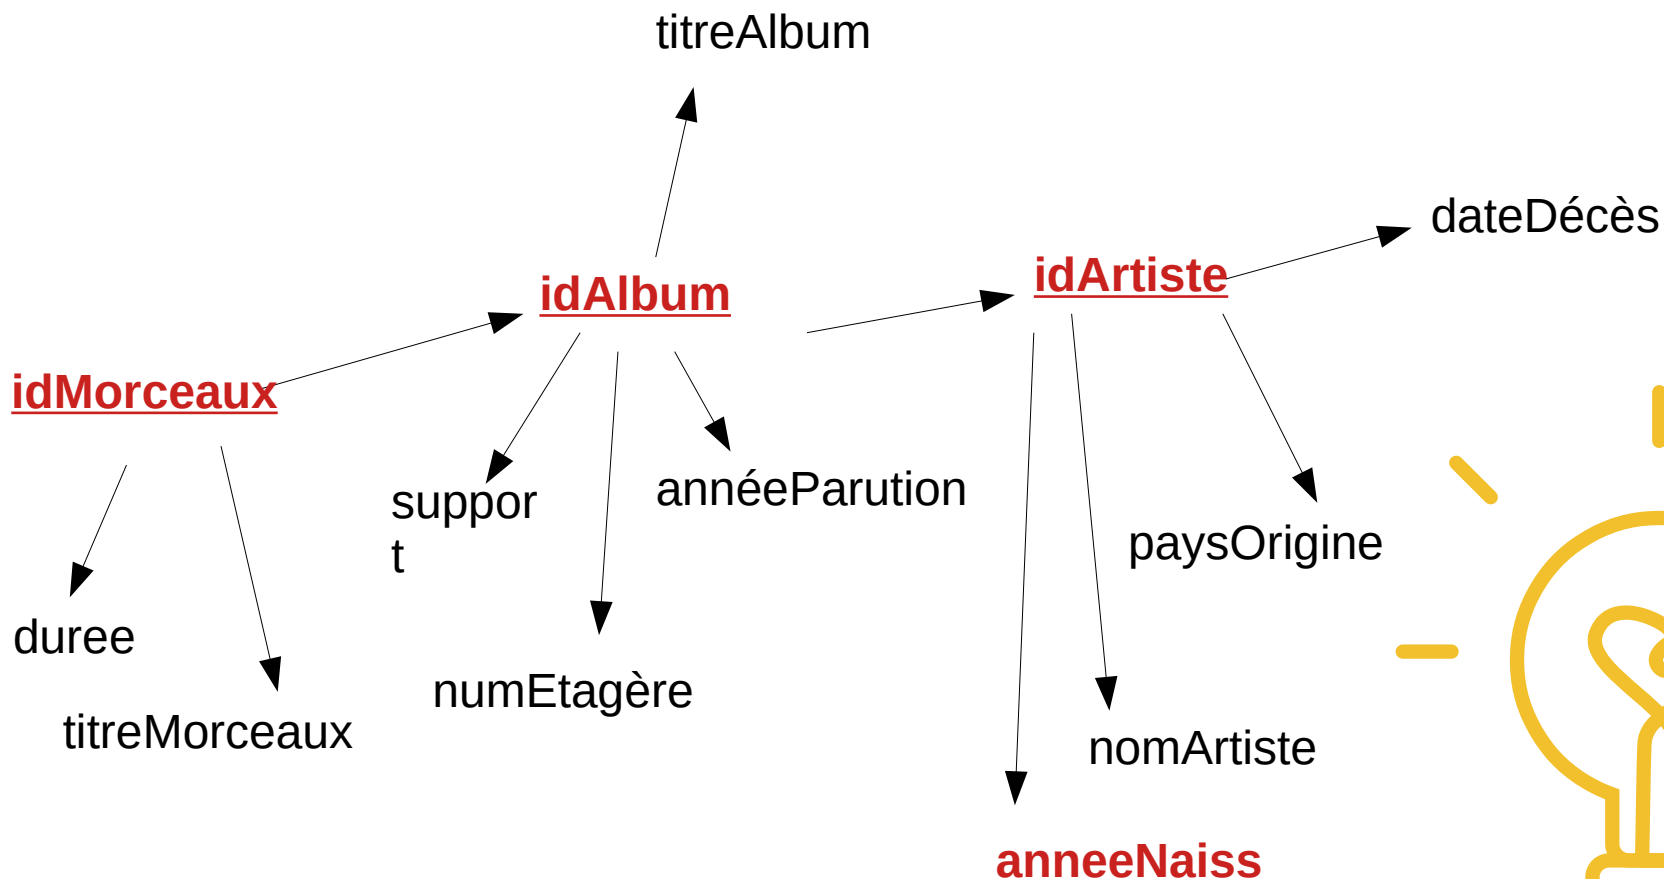 titreAlbum
dateDécès
idArtiste
idAlbum
idMorceaux
suppor
t
annéeParution
paysOrigine
duree
numEtagère
titreMorceaux
nomArtiste
anneeNaiss